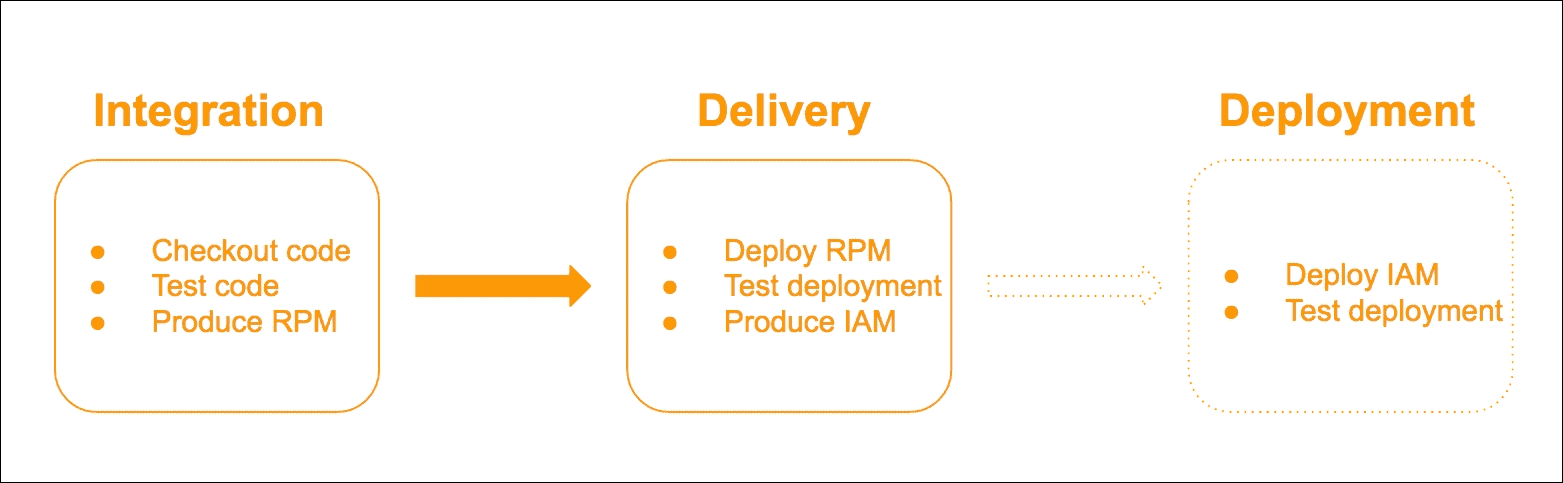 Integration
● Checkout code
● Test code
● Produce RPM
Delivery
● Deploy RPM
● Test deployment
● Produce IAM
Deployment
● Deploy IAM
● Test deployment